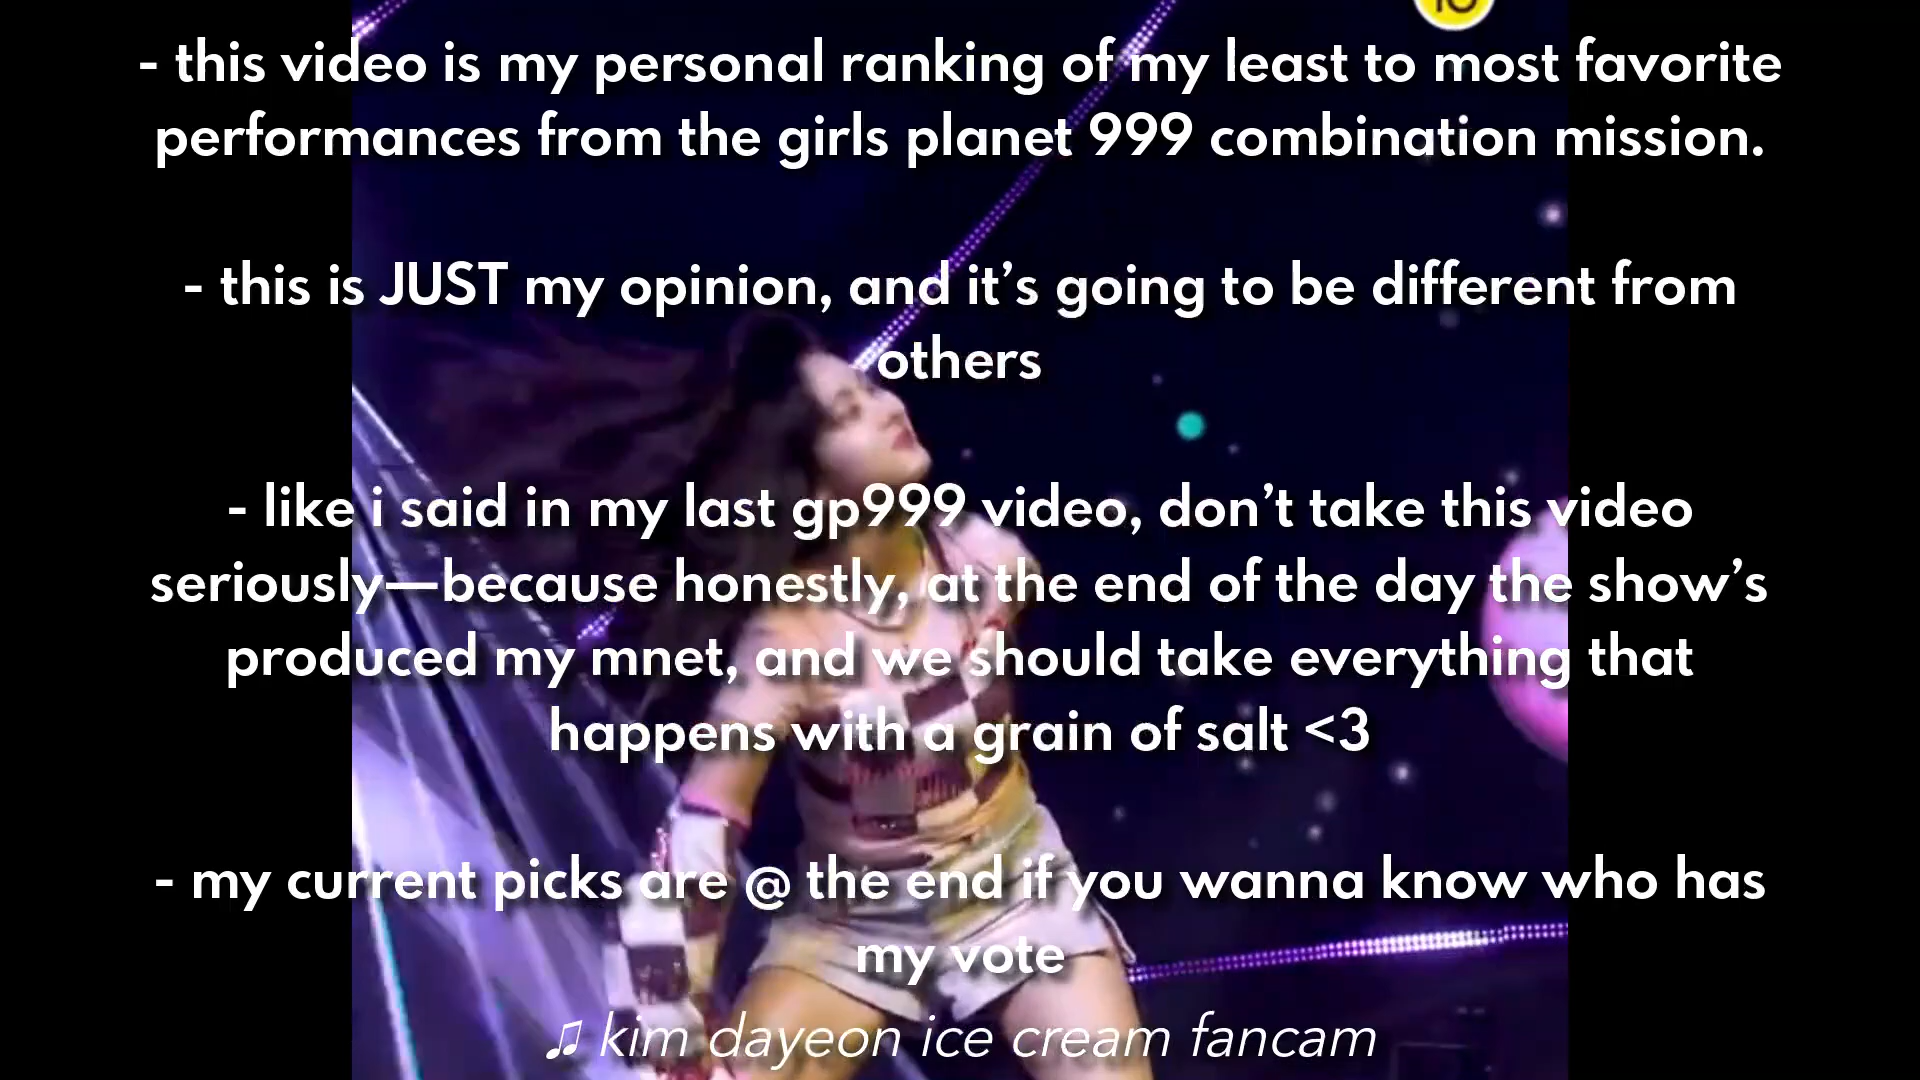 - this video is my personal ranking of my least to most favorite
performances from the girls planet 999 combination mission.
- this is JUST my opinion, and it’s going to be different from
others
- like i said in my last gp999 video, don’t take this video
seriously—because honestly, at the end of the day the show’s
produced my mnet, and we should take everything that
happens with a grain of salt <3
- my current picks are @ the end if you wanna know who has
my vote
♫ kim dayeon ice cream fancam